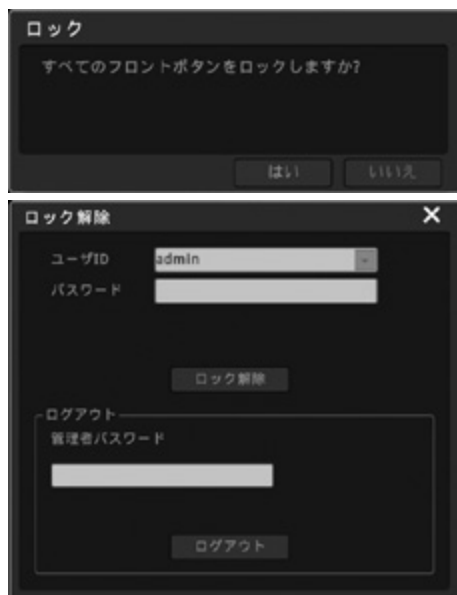 ロック
すべてのフロントボタンをロックしますか?
はい
いいえ
ロック解除
ユーザID
admin
パスワード
ロック解除
ログアウト
管理者パスワード
ログアウト